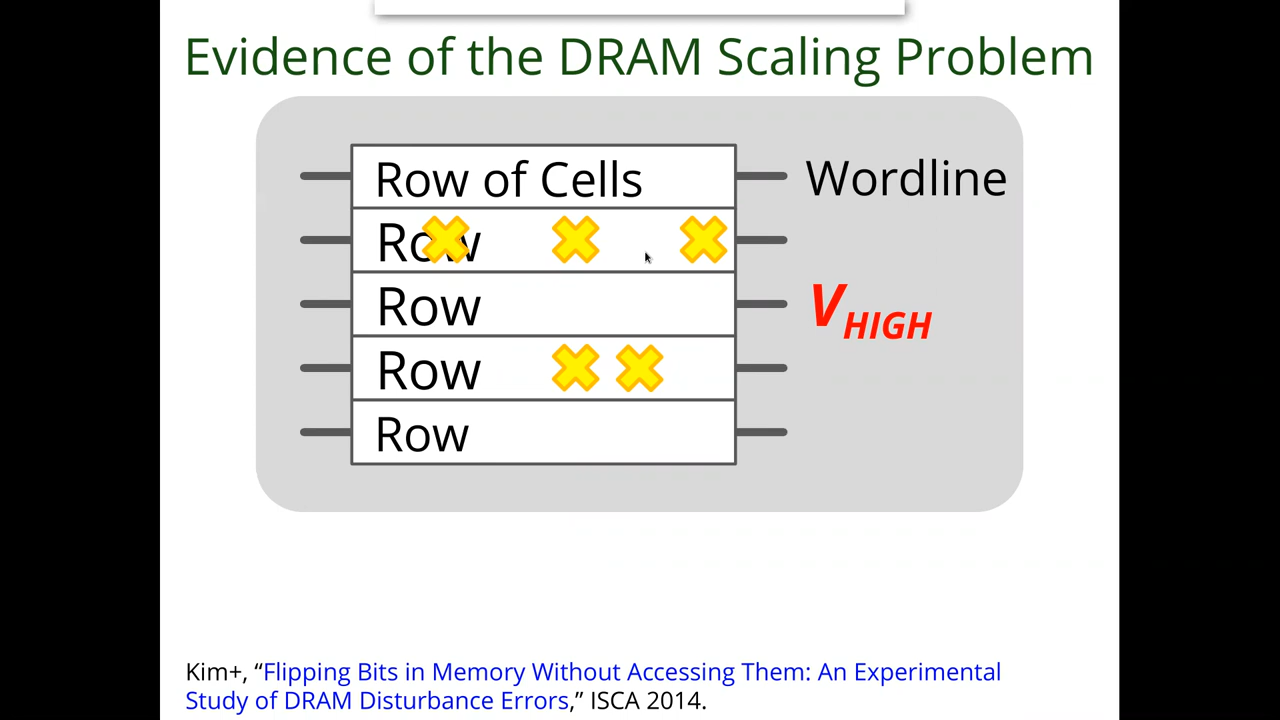 Evidence of the DRAM Scaling Problem
Row of Cells
Wordline
Row
Row
V HIGH
Row
Row
Kim+, “Flipping Bits in Memory Without Accessing Them: An Experimental
Study of DRAM Disturbance Errors,” ISCA 2014.